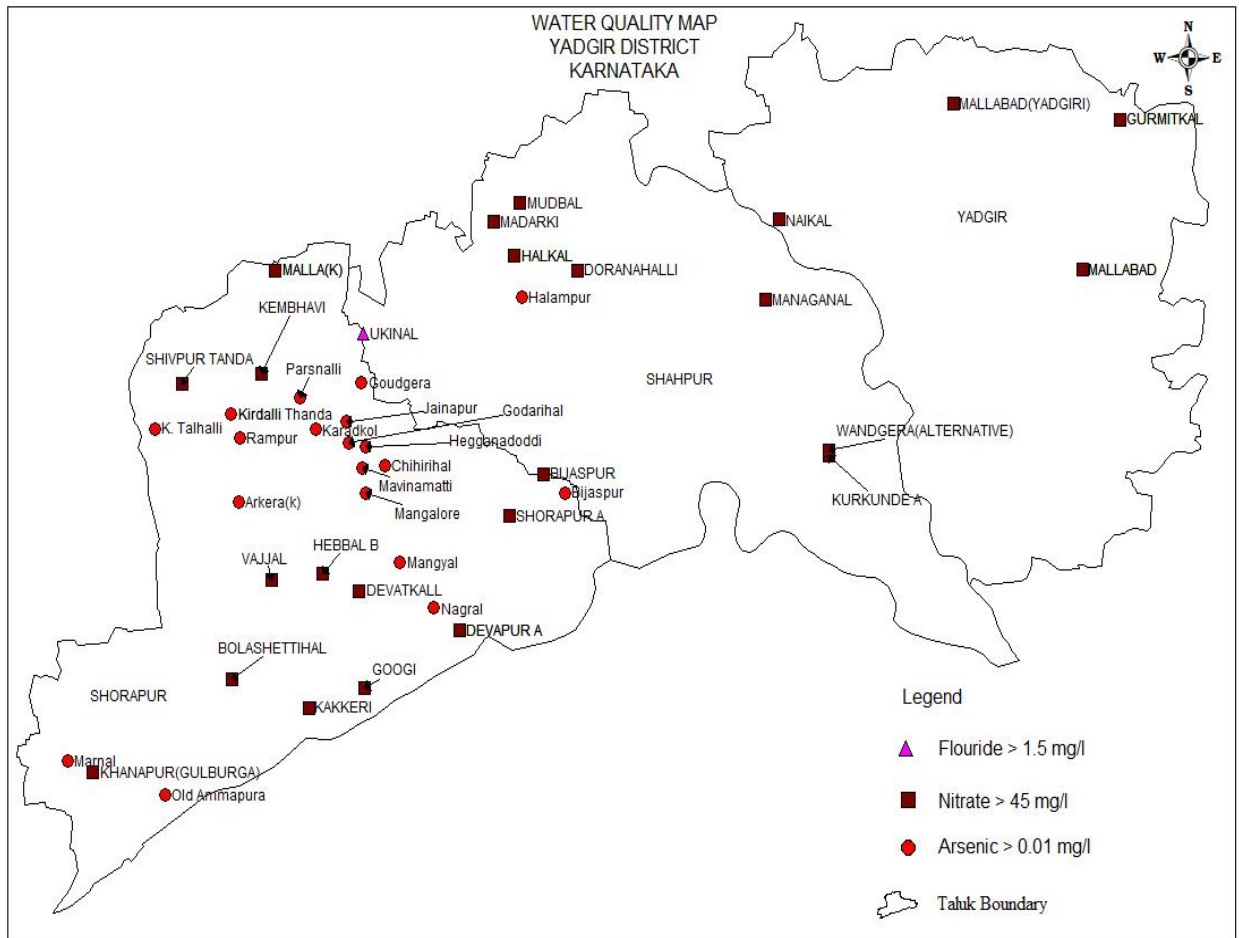 WATER QUALITY MAP
YADGIR DISTRICT
KARNATAKA
N
W E
S
MALLABAD(YADGIRI)
GURMITKAL
MUDBAL
MADARKI
NAIKAL
YADGIR
HALKAL
DORANAHALLI
MALLABAD
MALLA(K)
Halampur
MANAGANAL
KEMBHAVI
UKINAL
SHIVPUR TANDA
Parsnalli
Goudgera
SHAHPUR
Jainapur
Godarihal
Kirdalli Thanda
K. Talhalli
Karadkol
Rampur
Hegganadoddi
WANDGERA(ALTERNATIVE)
Chihirihal
BIJASPUR
Mavinamatti
Bijaspur
KURKUNDE A
Arkera(k)
Mangalore
SHORAPUR A
HEBBAL B
VAJJAL
Mangyal
DEVATKALL
Nagral
DEVAPUR A
BOLASHETTIHAL
GOOGI
SHORAPUR
KAKKERI
Marnal
KHANAPUR(GULBURGA)
Old Ammapura
Legend
Flouride > 1.5 mg/l
Nitrate > 45 mg/l
Arsenic > 0.01 mg/l
Taluk Boundary